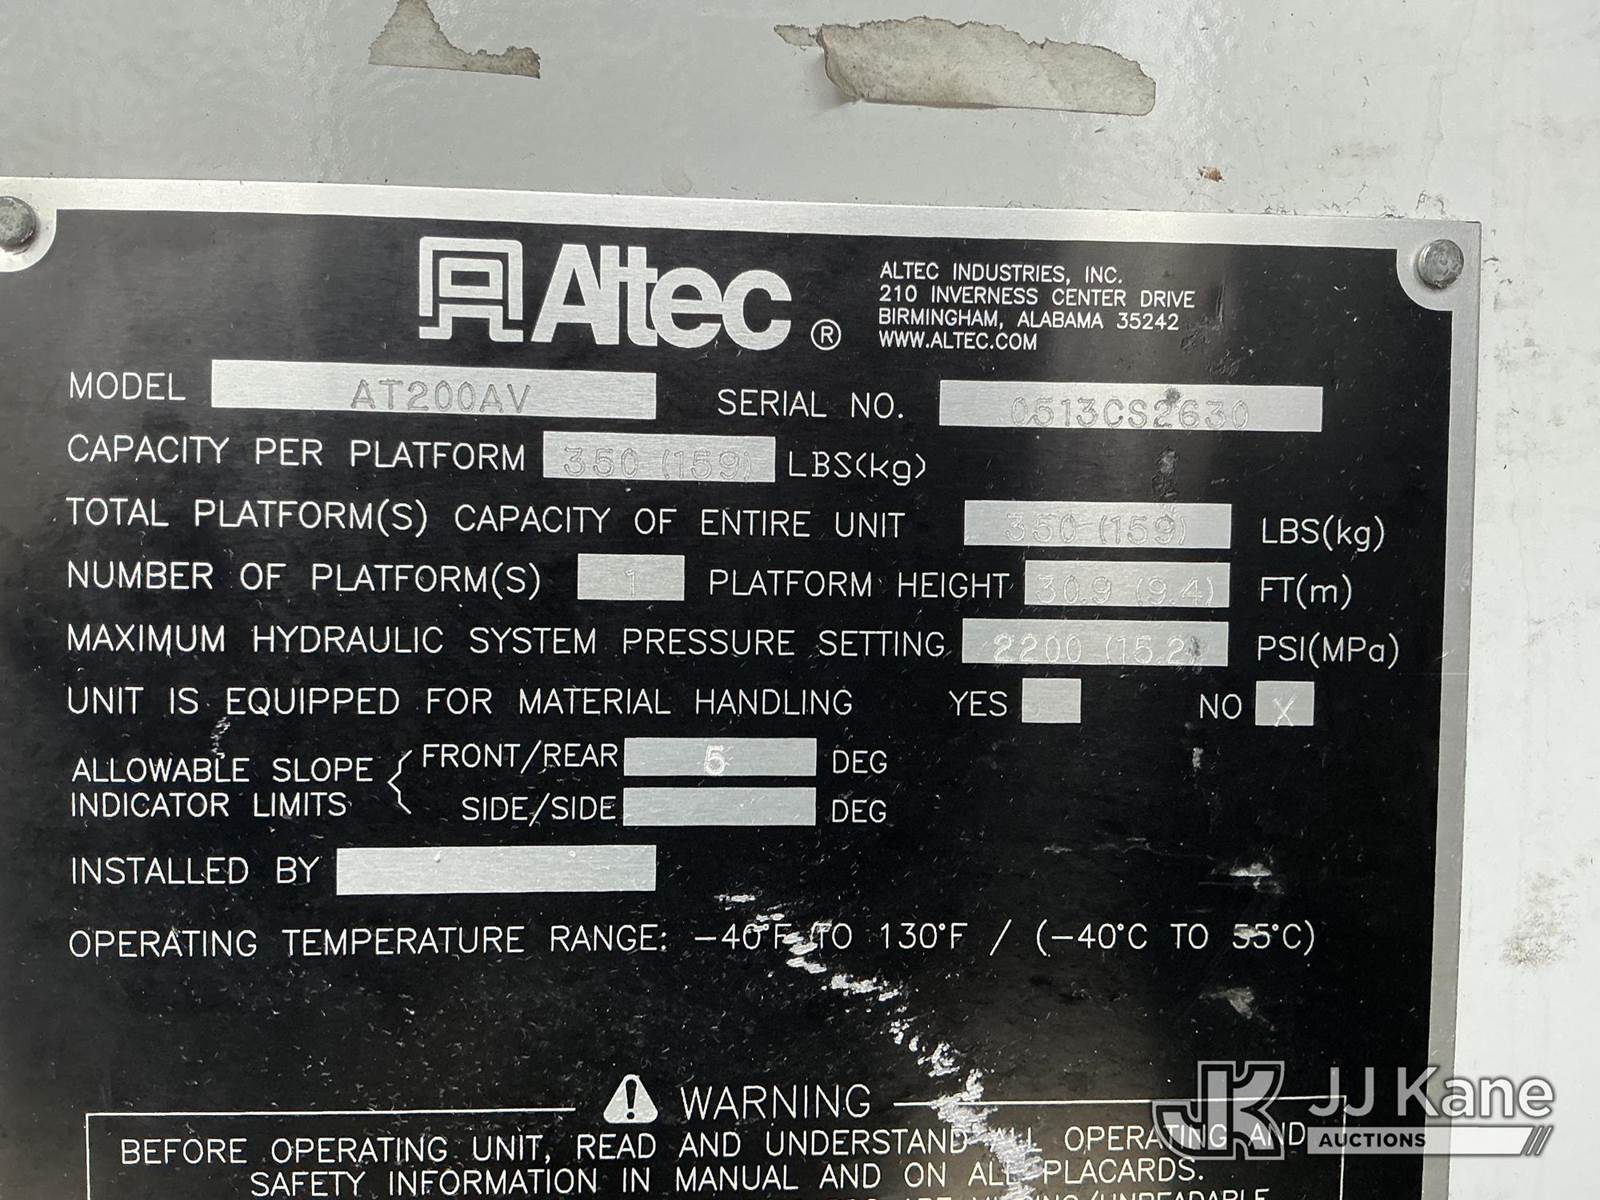 Altec ®
ALTEC INDUSTRIES, INC.
210 INVERNESS CENTER DRIVE
BIRMINGHAM, ALABAMA 35242
WWW.ALTEC.COM
MODEL AT200AV SERIAL NO. 0513CS2630
CAPACITY PER PLATFORM 350 (159) LBS(kg)
TOTAL PLATFORM(S) CAPACITY OF ENTIRE UNIT 350 (159) LBS(kg)
NUMBER OF PLATFORM(S) 1 PLATFORM HEIGHT 30.9 (9.4) FT(m)
MAXIMUM HYDRAULIC SYSTEM PRESSURE SETTING 2200 (15.2) PSI(MPa)
UNIT IS EQUIPPED FOR MATERIAL HANDLING YES NO X
ALLOWABLE SLOPE INDICATOR LIMITS
FRONT/REAR 5 DEG
SIDE/SIDE DEG
INSTALLED BY
OPERATING TEMPERATURE RANGE: -40°F TO 130°F / (-40°C TO 55°C)
WARNING
BEFORE OPERATING UNIT, READ AND UNDERSTAND ALL OPERATING AND
SAFETY INFORMATION IN MANUAL AND ON ALL PLACARDS.
JK JJ Kane
AUCTIONS